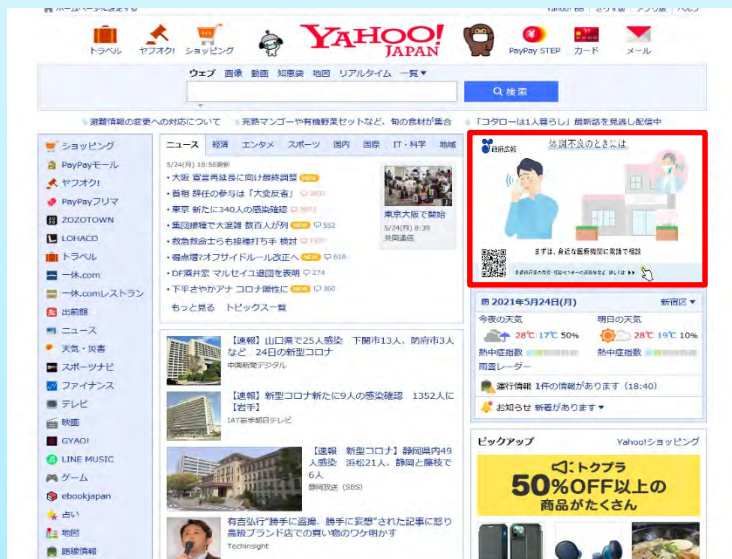 ホームページに設定する
Yahoo! BB きっず版 アプリ版 ヘルプ
トラベル ヤフオク! ショッピング YAHOO! JAPAN PayPay STEP カード メール
ウェブ 画像 動画 知恵袋 地図 リアルタイム 一覧▼
検索
避難情報の変更への対応について 完熟マンゴーや有機野菜セットなど、旬の食材が集合 「コタローは1人暮らし」最新話を見逃し配信中
ショッピング
PayPayモール
ヤフオク!
PayPayフリマ
ZOZOTOWN
LOHACO
トラベル
一休.com
一休.comレストラン
出前館
ニュース
天気・災害
スポーツナビ
ファイナンス
テレビ
映画
GYAO!
LINE MUSIC
ゲーム
ebookjapan
占い
地図
路線情報
ニュース 経済 エンタメ スポーツ 国内 国際 IT・科学 地域
5/24(月) 18:56更新
・大阪 宣言再延長に向け最終調整 NEW
・首相 辞任の参与は「大変反省」
・東京 新たに340人の感染確認
・集団接種で大混雑 数百人が列 NEW 552
・救急救命士らも接種打ち手 検討
・得点増?オフサイドルール改正へ NEW 616
・DF酒井宏 マルセイユ退団を表明 274
・下平さやかアナ コロナ陽性に NEW 360
もっと見る トピックス一覧
東京大阪で開始
5/24(月) 8:39
共同通信
【速報】山口県で25人感染 下関市13人、防府市3人
など 24日の新型コロナ
中国新聞デジタル
【速報】新型コロナ新たに9人の感染確認 1352人に
【岩手】
IAT岩手朝日テレビ
【速報 新型コロナ】静岡県内49
人感染 浜松21人、静岡と藤枝で
6人
静岡放送 (SBS)
有吉弘行"勝手に盗撮、勝手に妄想"された記事に怒り
高級ブランド店での買い物のワケ明かす
Techinsight
政府広報
体調不良のときには
まずは、身近な医療機関に電話で相談
2021年5月24日(月) 新宿区▼
今夜の天気 明日の天気
28℃ 17℃ 50% 28℃ 19℃ 10%
熱中症指数 熱中症指数
雨雲レーダー
運行情報 1件の情報があります (18:40)
お知らせ 新着があります▼
ピックアップ Yahoo!ショッピング
トクプラ
50%OFF以上の
商品がたくさん